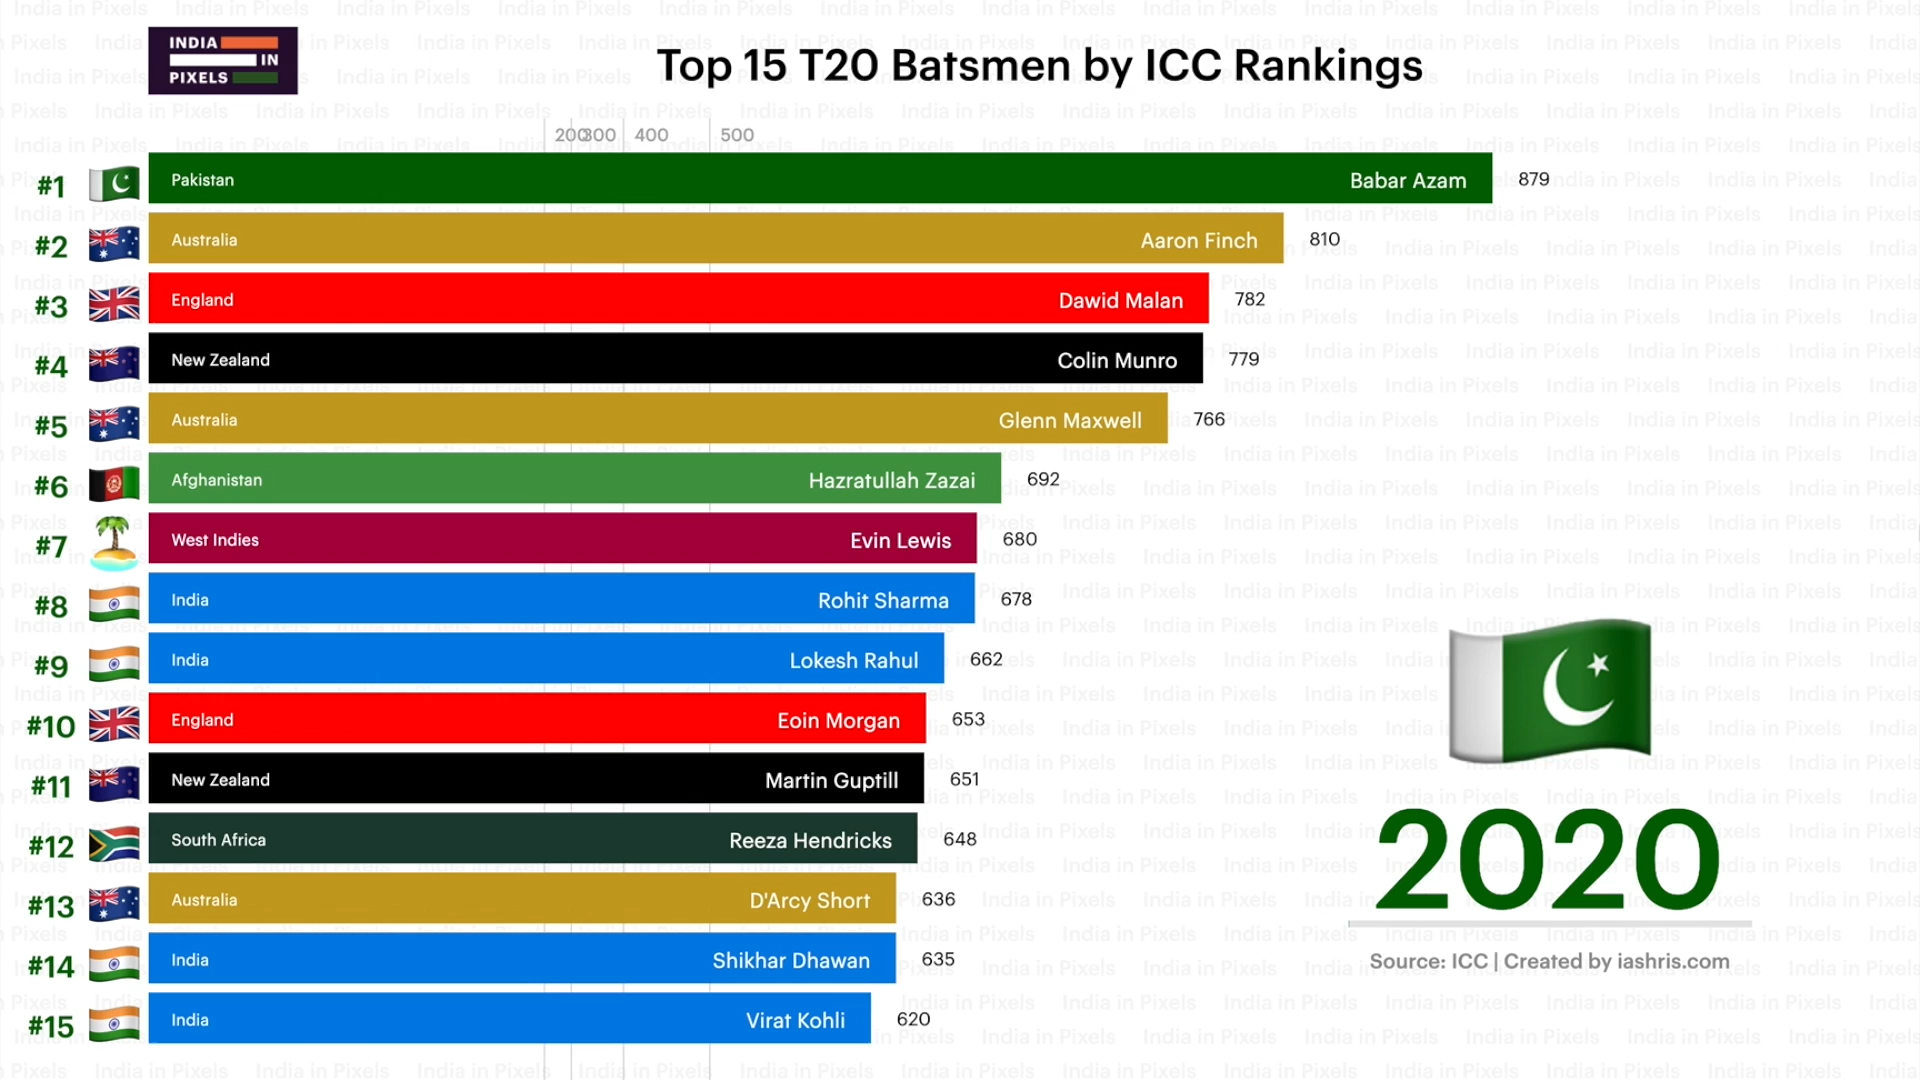 INDIA
IN
PIXELS
Top 15 T20 Batsmen by ICC Rankings
200 300 400 500
#1 Pakistan Babar Azam 879
#2 Australia Aaron Finch 810
#3 England Dawid Malan 782
#4 New Zealand Colin Munro 779
#5 Australia Glenn Maxwell 766
#6 Afghanistan Hazratullah Zazai 692
#7 West Indies Evin Lewis 680
#8 India Rohit Sharma 678
#9 India Lokesh Rahul 662
#10 England Eoin Morgan 653
#11 New Zealand Martin Guptill 651
#12 South Africa Reeza Hendricks 648
#13 Australia D'Arcy Short 636
#14 India Shikhar Dhawan 635
#15 India Virat Kohli 620
2020
Source: ICC | Created by iashris.com
India in Pixels